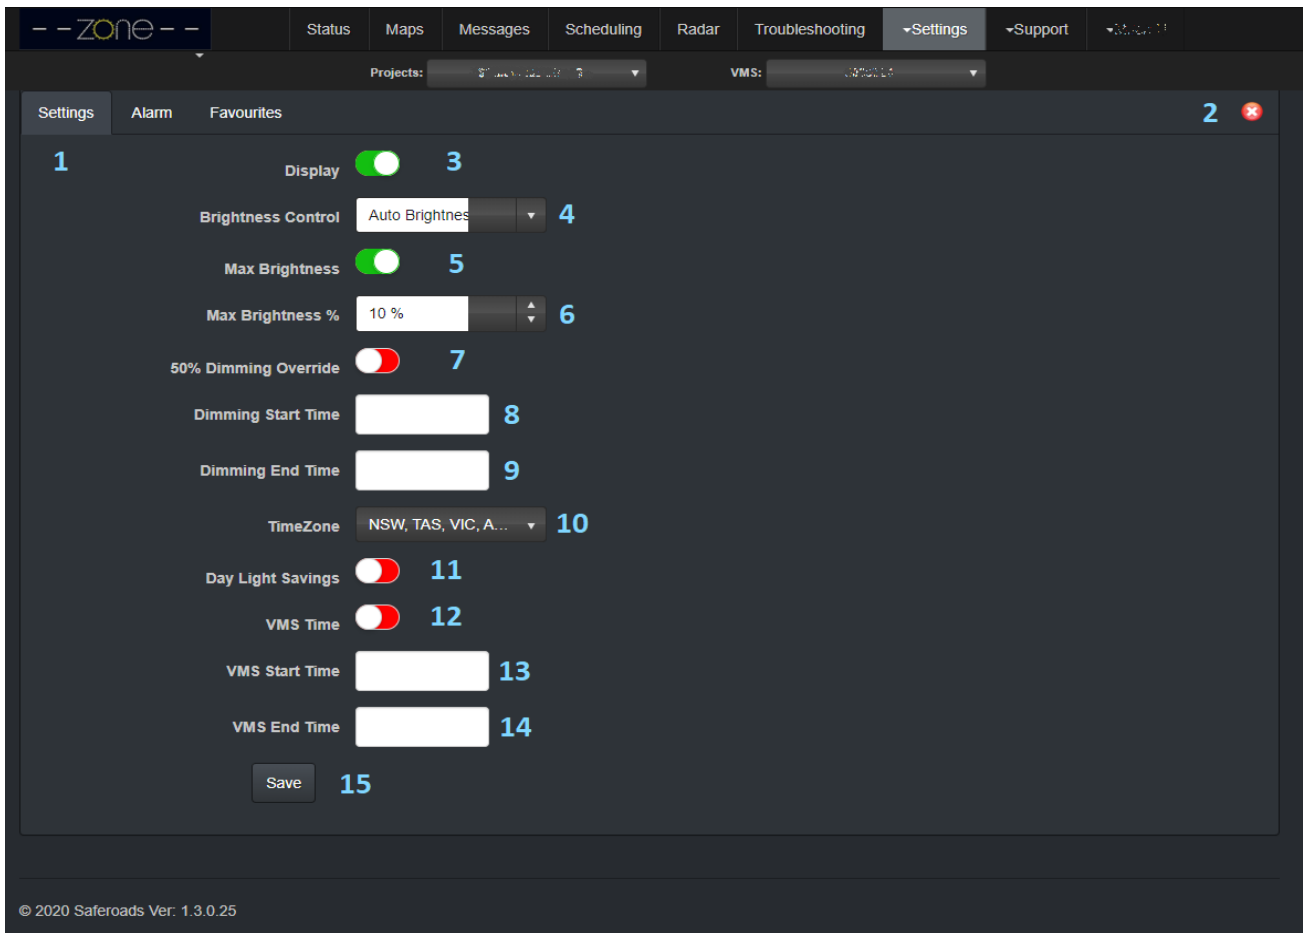 --zone--
Status Maps Messages Scheduling Radar Troubleshooting Settings Support
Projects: VMS:
Settings Alarm Favourites 2
1 Display 3
Brightness Control Auto Brightnes 4
Max Brightness 5
Max Brightness % 10 % 6
50% Dimming Override 7
Dimming Start Time 8
Dimming End Time 9
TimeZone NSW, TAS, VIC, A... 10
Day Light Savings 11
VMS Time 12
VMS Start Time 13
VMS End Time 14
Save 15
© 2020 Saferoads Ver: 1.3.0.25